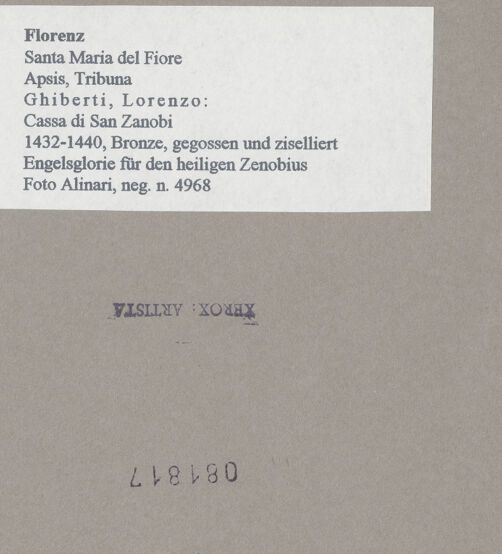 Florenz
Santa Maria del Fiore
Apsis, Tribuna
Ghiberti, Lorenzo:
Cassa di San Zanobi
1432-1440, Bronze, gegossen und ziselliert
Engelsglorie für den heiligen Zenobius
Foto Alinari, neg. n. 4968
XEROX: ARTISTA
081817